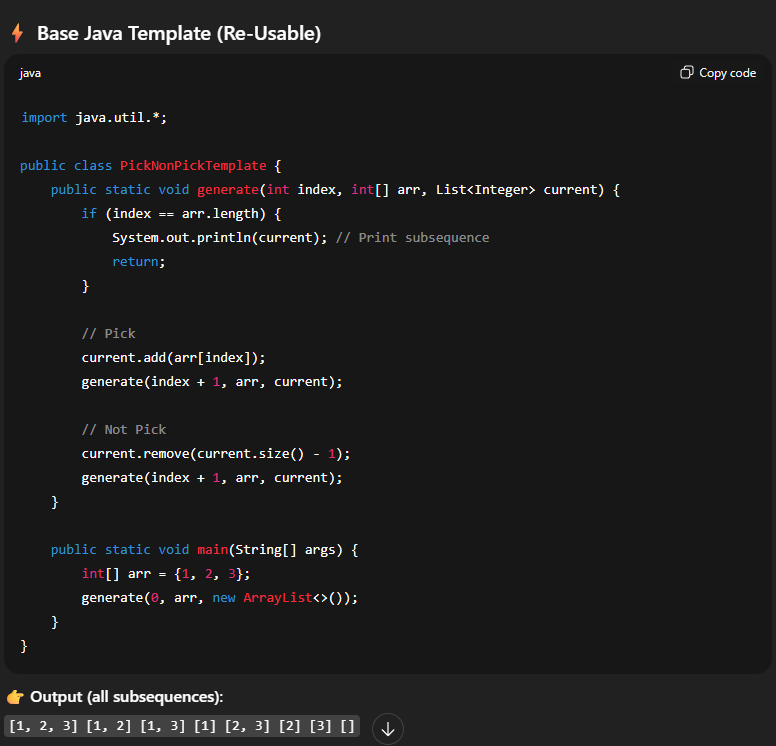 ⚡ Base Java Template (Re-Usable)
java
Copy code
import java.util.*;
public class PickNonPickTemplate {
    public static void generate(int index, int[] arr, List<Integer> current) {
        if (index == arr.length) {
            System.out.println(current); // Print subsequence
            return;
        }
        // Pick
        current.add(arr[index]);
        generate(index + 1, arr, current);
        // Not Pick
        current.remove(current.size() - 1);
        generate(index + 1, arr, current);
    }
    public static void main(String[] args) {
        int[] arr = {1, 2, 3};
        generate(0, arr, new ArrayList<>());
    }
}
👉 Output (all subsequences):
[1, 2, 3] [1, 2] [1, 3] [1] [2, 3] [2] [3] []